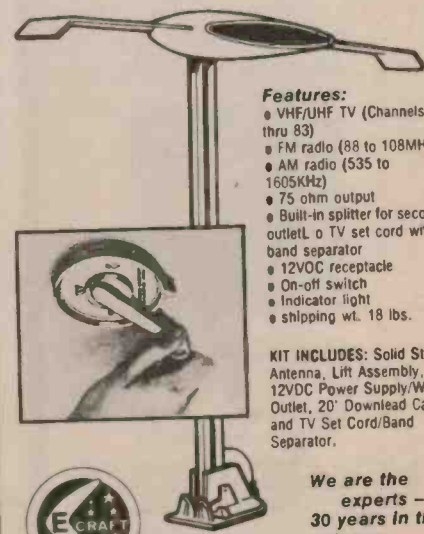 Features:
• VHF/UHF TV (Channels
thru 83)
• FM radio (88 to 108MH
• AM radio (535 to
1605KHz)
• 75 ohm output
• Built-in splitter for seco
outletL o TV set cord wi
band separator
• 12VOC receptacle
• On-off switch
• Indicator light
• shipping wt. 18 lbs.
KIT INCLUDES: Solid St
Antenna, Lift Assembly,
12VDC Power Supply/W
Outlet, 20' Downlead Ca
and TV Set Cord/Band
Separator.
We are the
experts —
30 years in th
E
CRAFT